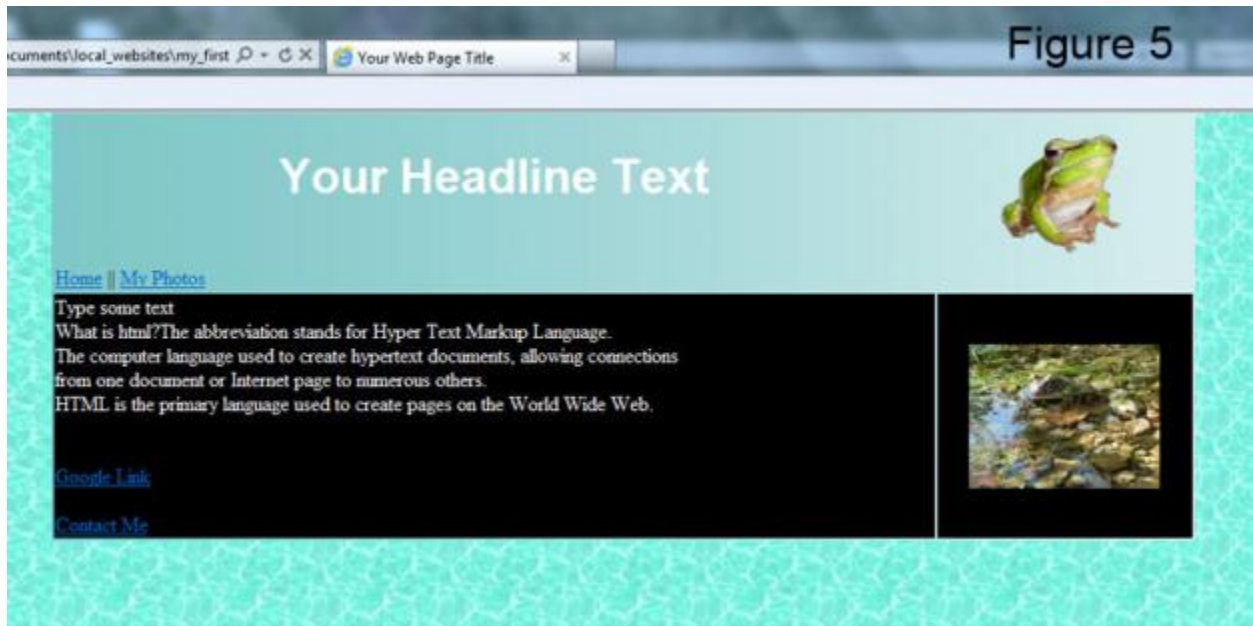 Figure 5
cuments\local_websites\my_first
Your Web Page Title
Your Headline Text
Home || My Photos
Type some text
What is html?The abbreviation stands for Hyper Text Markup Language.
The computer language used to create hypertext documents, allowing connections
from one document or Internet page to numerous others.
HTML is the primary language used to create pages on the World Wide Web.
Google Link
Contact Me